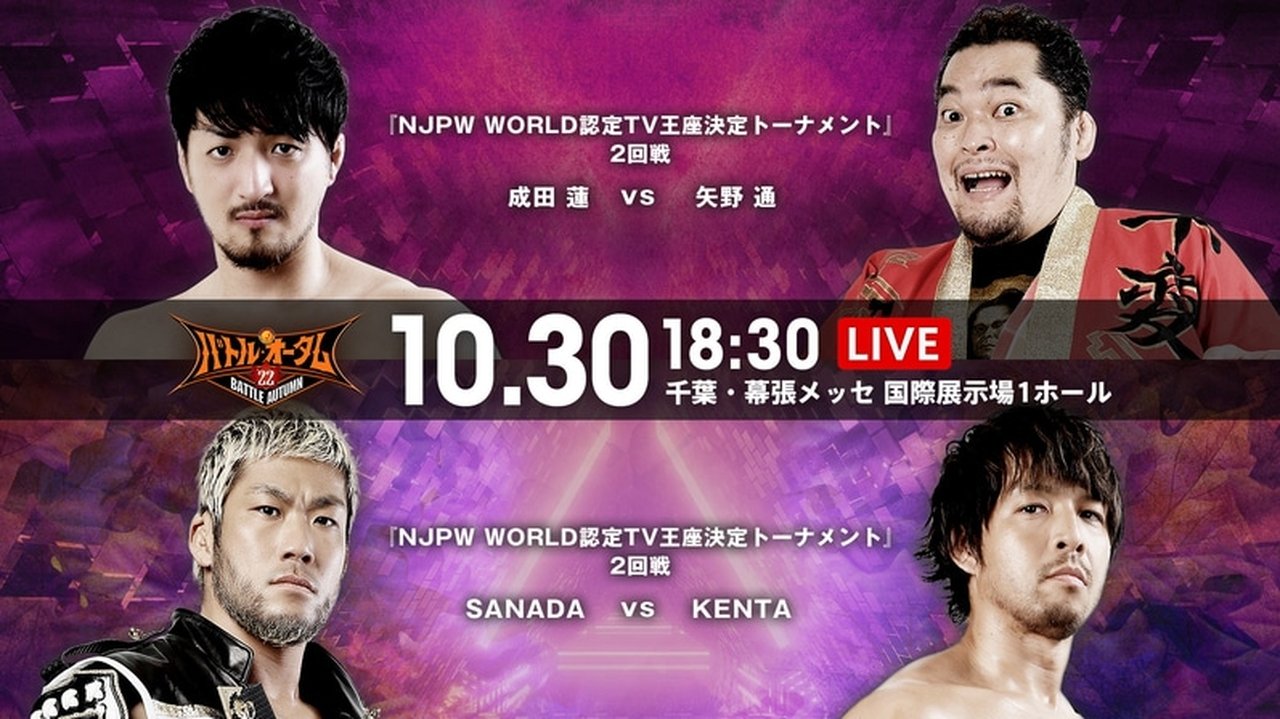 『NJPW WORLD認定TV王座決定トーナメント』
2回戦
成田 蓮 vs 矢野 通
不
変
バトル・オータム
'22
BATTLE AUTUMN
10.30
18:30 LIVE
千葉・幕張メッセ 国際展示場1ホール
『NJPW WORLD認定TV王座決定トーナメント』
2回戦
SANADA vs KENTA